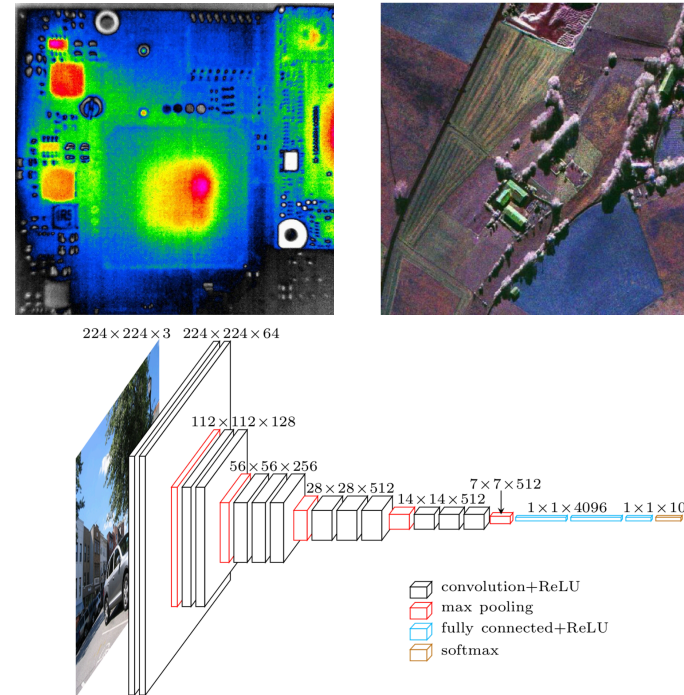 224×224×3
224×224×64
112×112×128
56×56×256
28×28×512
14×14×512
7×7×512
1×1×4096
1×1×10
convolution+ReLU
max pooling
fully connected+ReLU
softmax